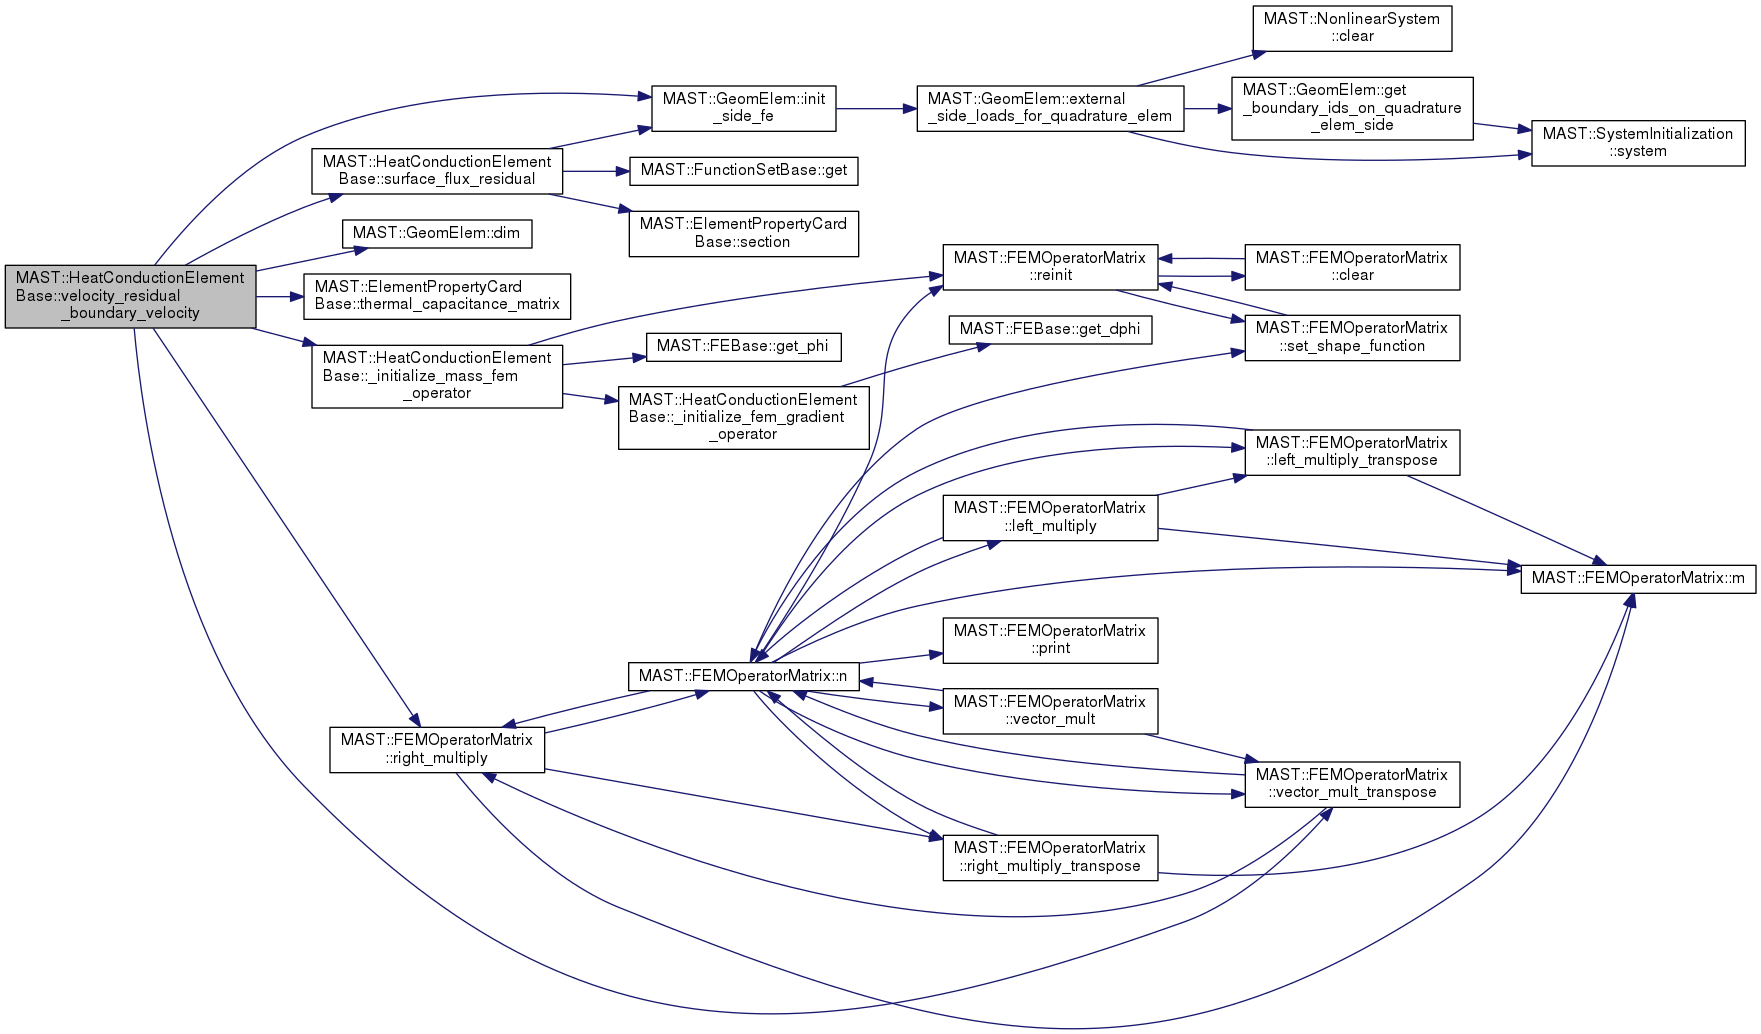 MAST::NonlinearSystem
::clear
MAST::GeomElem::init
_side_fe
MAST::GeomElem::external
_side_loads_for_quadrature_elem
MAST::GeomElem::get
_boundary_ids_on_quadrature
_elem_side
MAST::SystemInitialization
::system
MAST::HeatConductionElement
Base::surface_flux_residual
MAST::FunctionSetBase::get
MAST::ElementPropertyCard
Base::section
MAST::GeomElem::dim
MAST::HeatConductionElement
Base::velocity_residual
_boundary_velocity
MAST::ElementPropertyCard
Base::thermal_capacitance_matrix
MAST::FEMOperatorMatrix
::reinit
MAST::FEMOperatorMatrix
::clear
MAST::FEBase::get_dphi
MAST::FEMOperatorMatrix
::set_shape_function
MAST::FEBase::get_phi
MAST::HeatConductionElement
Base::_initialize_mass_fem
_operator
MAST::HeatConductionElement
Base::_initialize_fem_gradient
_operator
MAST::FEMOperatorMatrix
::left_multiply_transpose
MAST::FEMOperatorMatrix
::left_multiply
MAST::FEMOperatorMatrix::m
MAST::FEMOperatorMatrix
::print
MAST::FEMOperatorMatrix::n
MAST::FEMOperatorMatrix
::vector_mult
MAST::FEMOperatorMatrix
::right_multiply
MAST::FEMOperatorMatrix
::vector_mult_transpose
MAST::FEMOperatorMatrix
::right_multiply_transpose